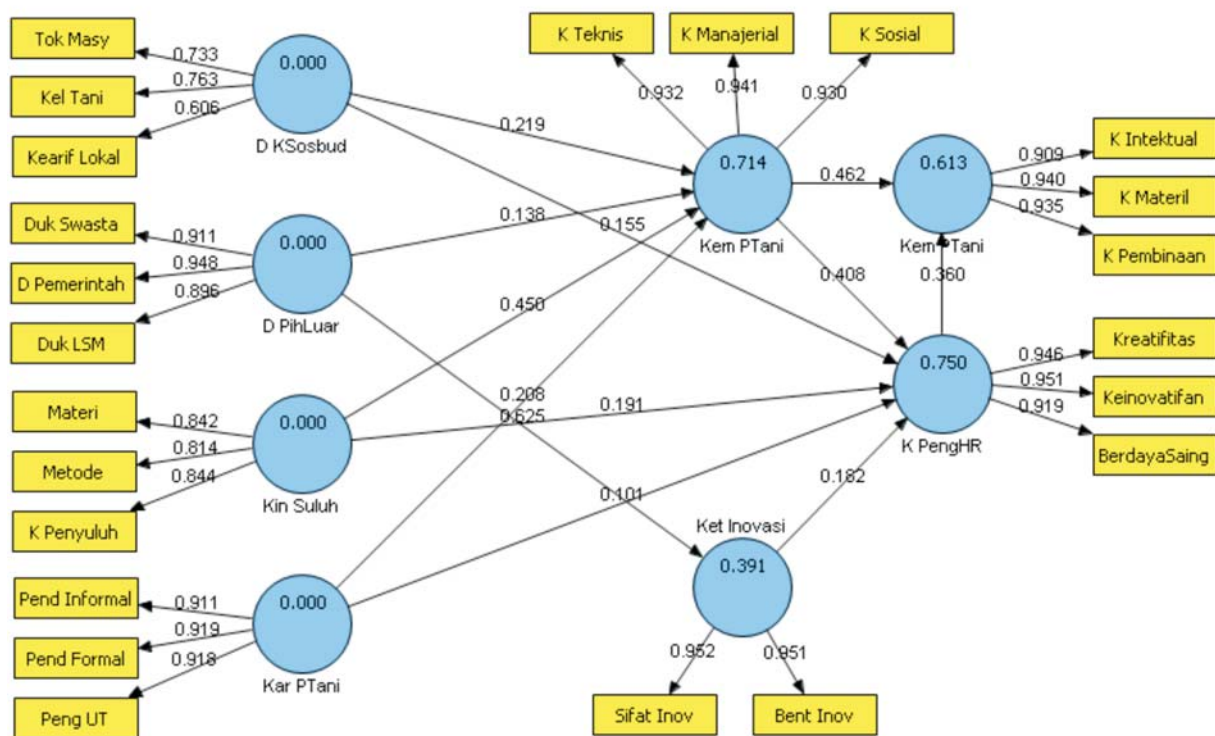 Tok Masy
Kel Tani
Kearif Lokal
0.733
0.763
0.606
0.000
D KSosbud
Duk Swasta
D Pemerintah
Duk LSM
0.911
0.948
0.896
0.000
D PihLuar
Materi
Metode
K Penyuluh
0.842
0.814
0.844
0.000
Kin Suluh
Pend Informal
Pend Formal
Peng UT
0.911
0.919
0.918
0.000
Kar PTani
0.219
0.138
0.155
0.450
0.208
0.625
0.191
0.101
K Teknis
K Manajerial
K Sosial
0.932
0.941
0.930
0.714
Kem PTani
0.462
0.408
0.613
Kem PTani
0.909
0.940
0.935
K Intektual
K Materil
K Pembinaan
0.360
0.750
K PengHR
0.946
0.951
0.919
Kreatifitas
Keinovatifan
BerdayaSaing
0.182
Ket Inovasi
0.391
0.952
0.951
Sifat Inov
Bent Inov